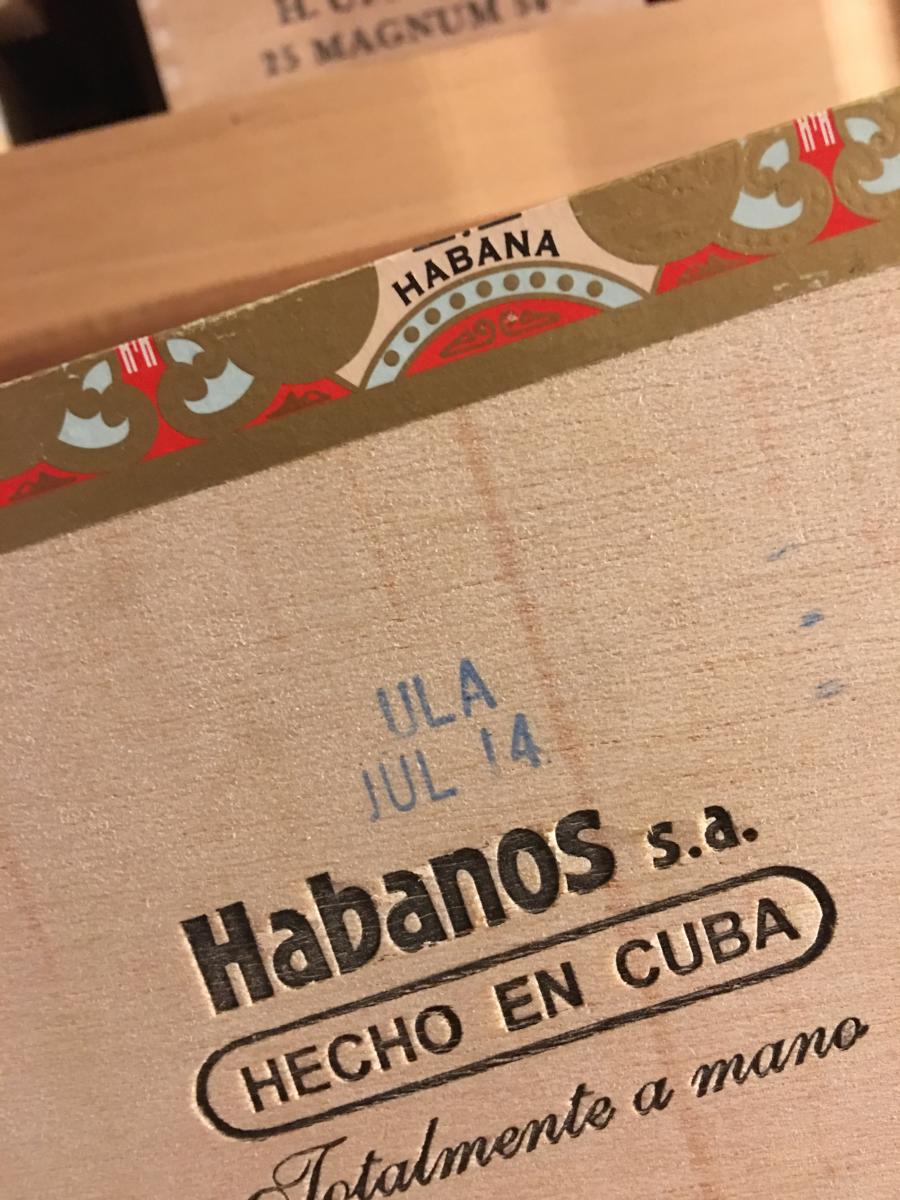 25 MAGNUM
HABANA
ULA
JUL '14
Habanos s.a.
HECHO EN CUBA
Totalmente a mano